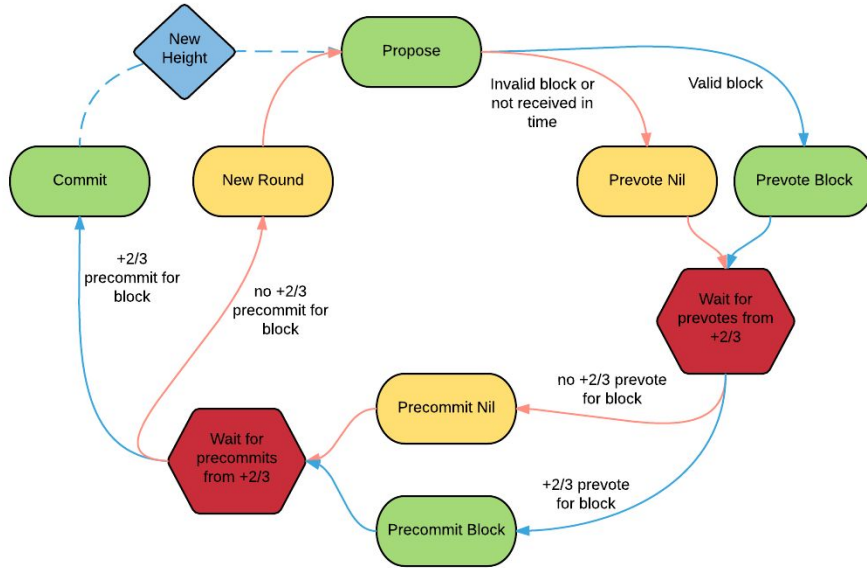 New
Height
Propose
Invalid block or
not received in
time
Valid block
Commit
New Round
Prevote Nil
Prevote Block
+2/3
precommit for
block
no +2/3
precommit for
block
Wait for
prevotes from
+2/3
no +2/3 prevote
for block
Precommit Nil
Wait for
precommits
from +2/3
+2/3 prevote
for block
Precommit Block